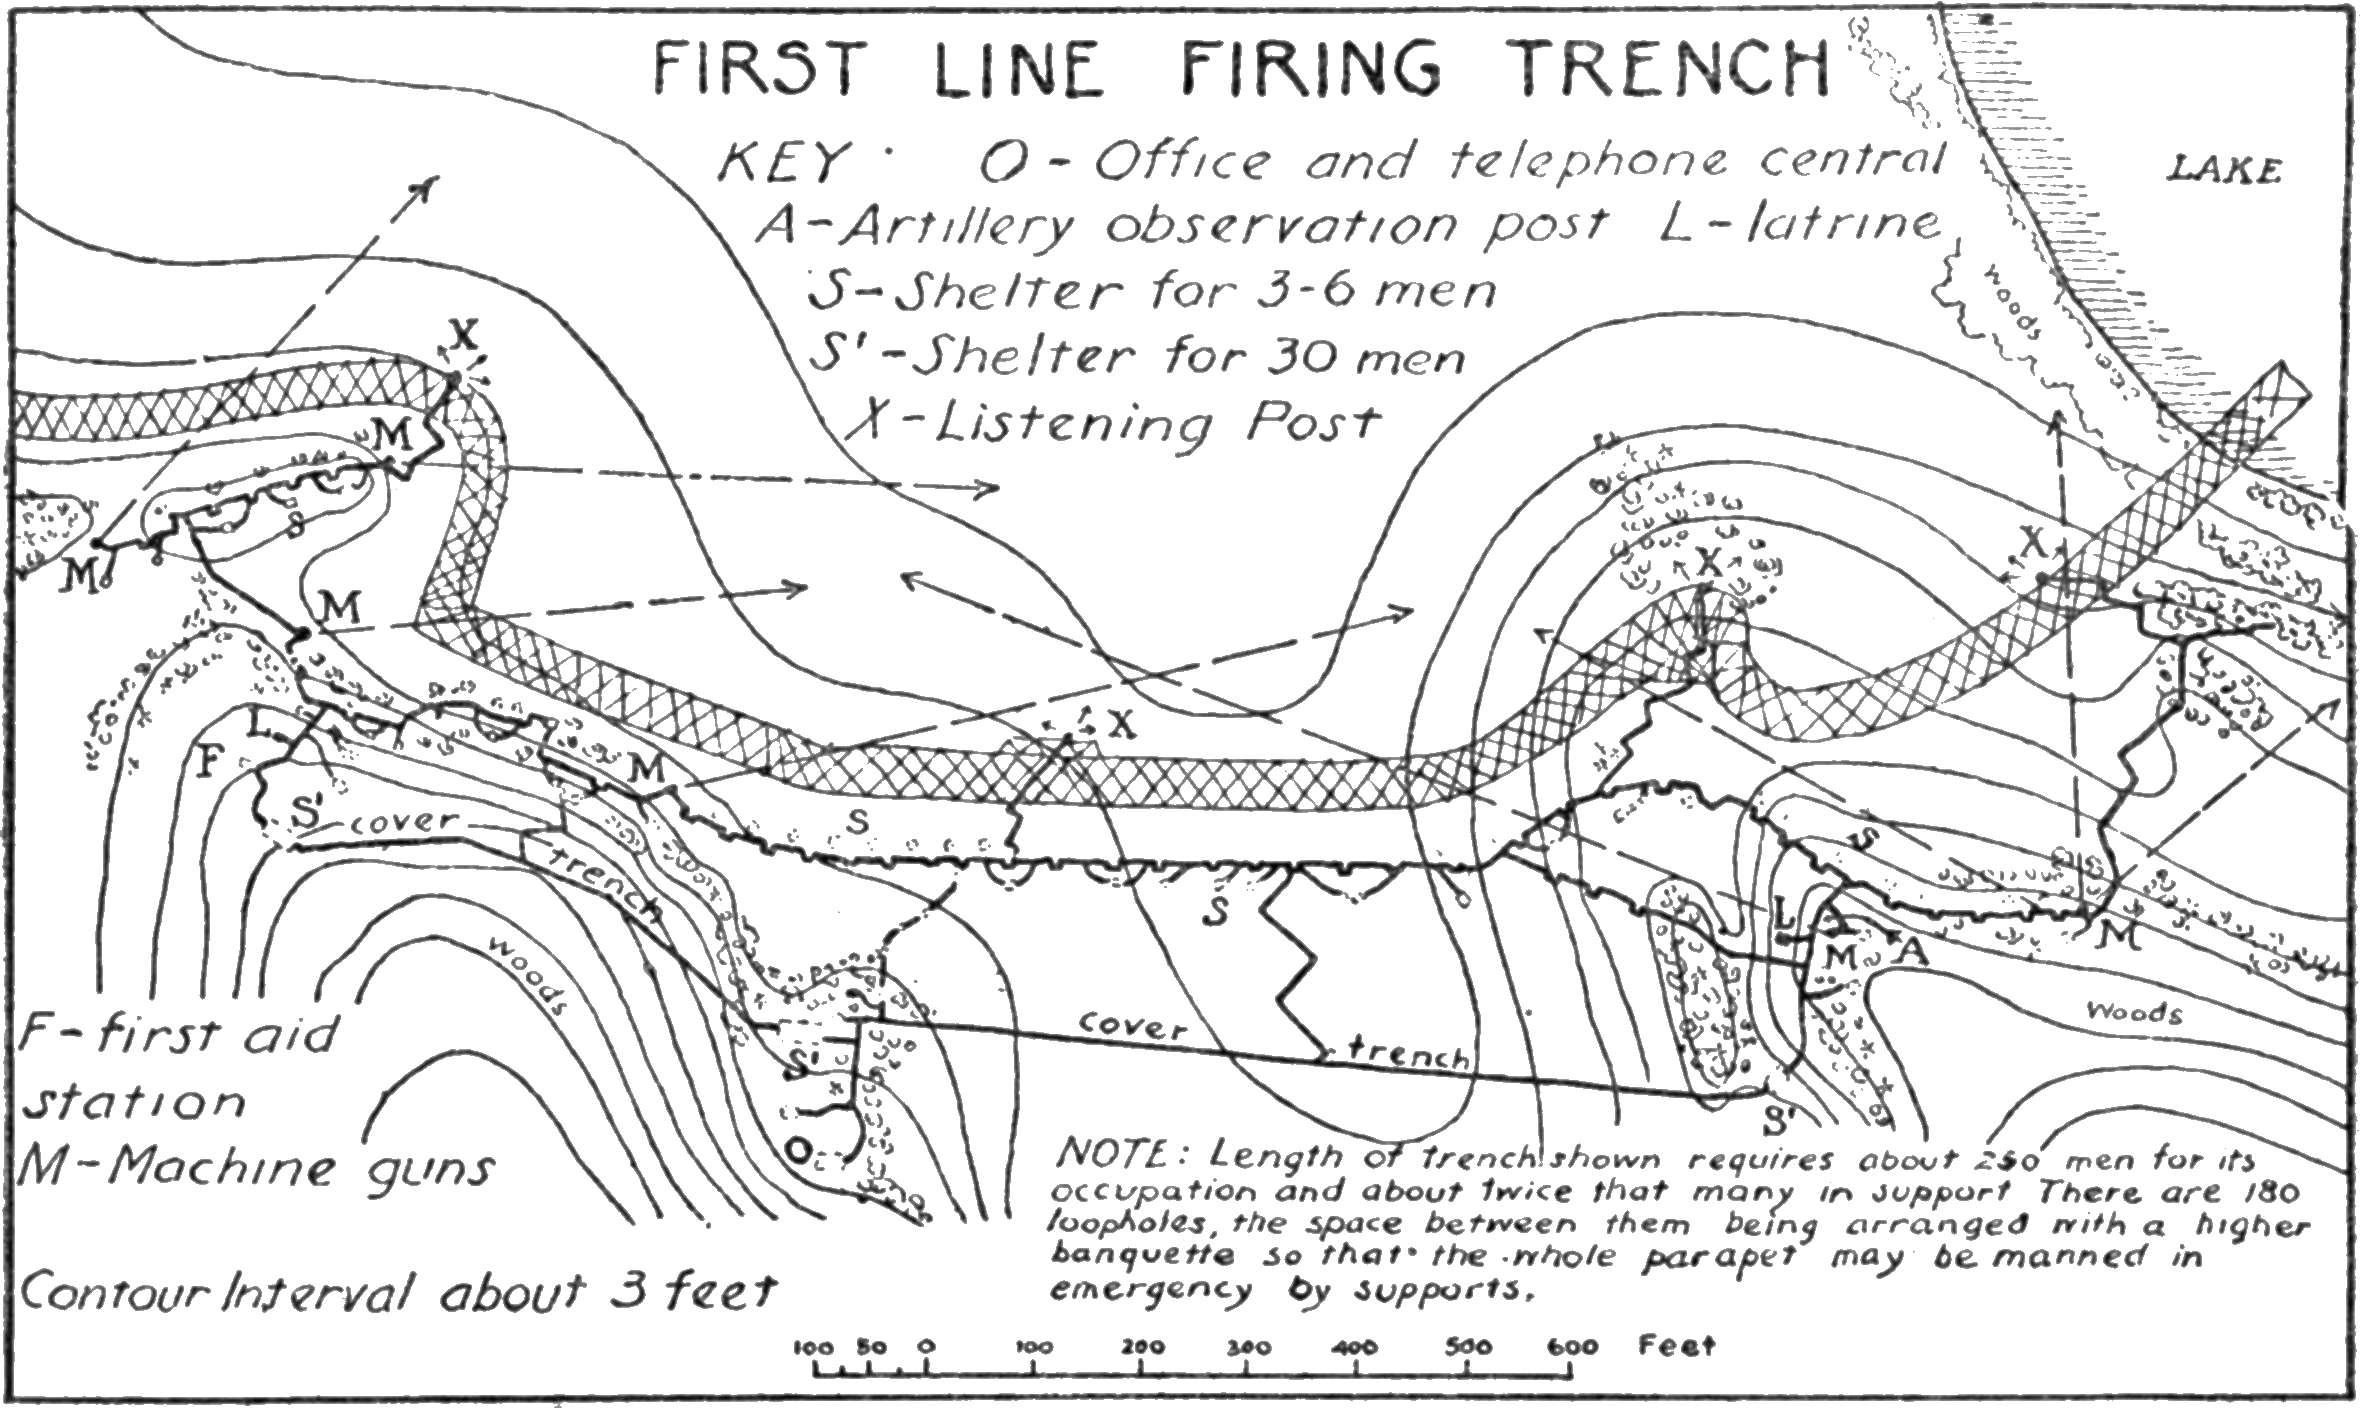 FIRST LINE FIRING TRENCH
KEY· O-Office and telephone central
A-Artillery observation post L-latrine
S-Shelter for 3-6 men
S'-Shelter for 30 men
X-Listening Post
LAKE
woods
X
M
S
M
M
X
X
X
L
F
M
S'
cover
trench
S
S
S
L
M
A
M
woods
F-first aid
station
M-Machine guns
S'
O
cover
trench
woods
S'
NOTE: Length of trench shown requires about 250 men for its
occupation and about twice that many in support There are 180
loopholes, the space between them being arranged with a higher
banquette so that the whole parapet may be manned in
emergency by supports.
Contour Interval about 3 feet
100 50 0 100 200 300 400 500 600 Feet